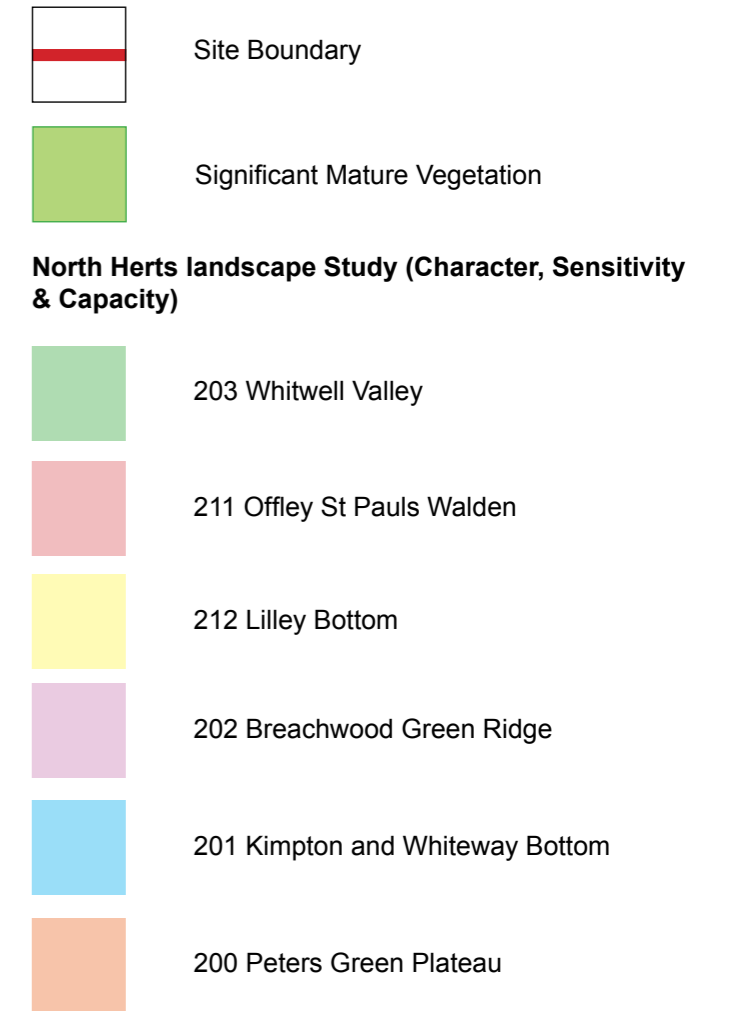 Site Boundary
Significant Mature Vegetation
North Herts landscape Study (Character, Sensitivity
& Capacity)
203 Whitwell Valley
211 Offley St Pauls Walden
212 Lilley Bottom
202 Breachwood Green Ridge
201 Kimpton and Whiteway Bottom
200 Peters Green Plateau